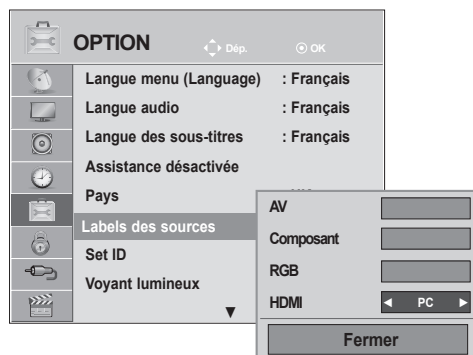 OPTION Dép. OK
Langue menu (Language) : Français
Langue audio : Français
Langue des sous-titres : Français
Assistance désactivée
Pays
Labels des sources
Set ID
Voyant lumineux
▼
AV
Composant
RGB
HDMI ◄ PC ►
Fermer